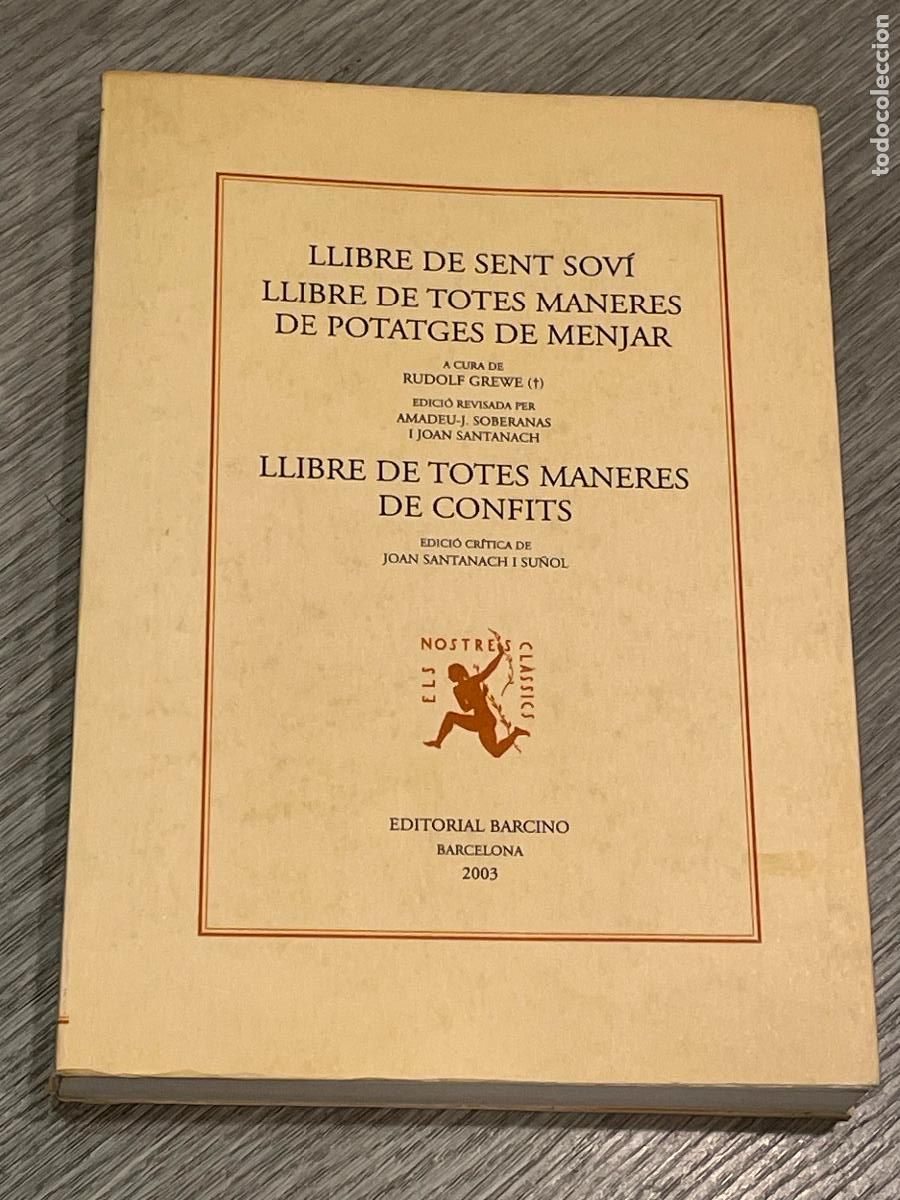 LLIBRE DE SENT SOVÍ
LLIBRE DE TOTES MANERES
DE POTATGES DE MENJAR
A CURA DE
RUDOLF GREWE (†)
EDICIÓ REVISADA PER
AMADEU-J. SOBERANAS
I JOAN SANTANACH
LLIBRE DE TOTES MANERES
DE CONFITS
EDICIÓ CRÍTICA DE
JOAN SANTANACH I SUÑOL
ELS NOSTRES CLÀSSICS
EDITORIAL BARCINO
BARCELONA
2003
todocoleccion